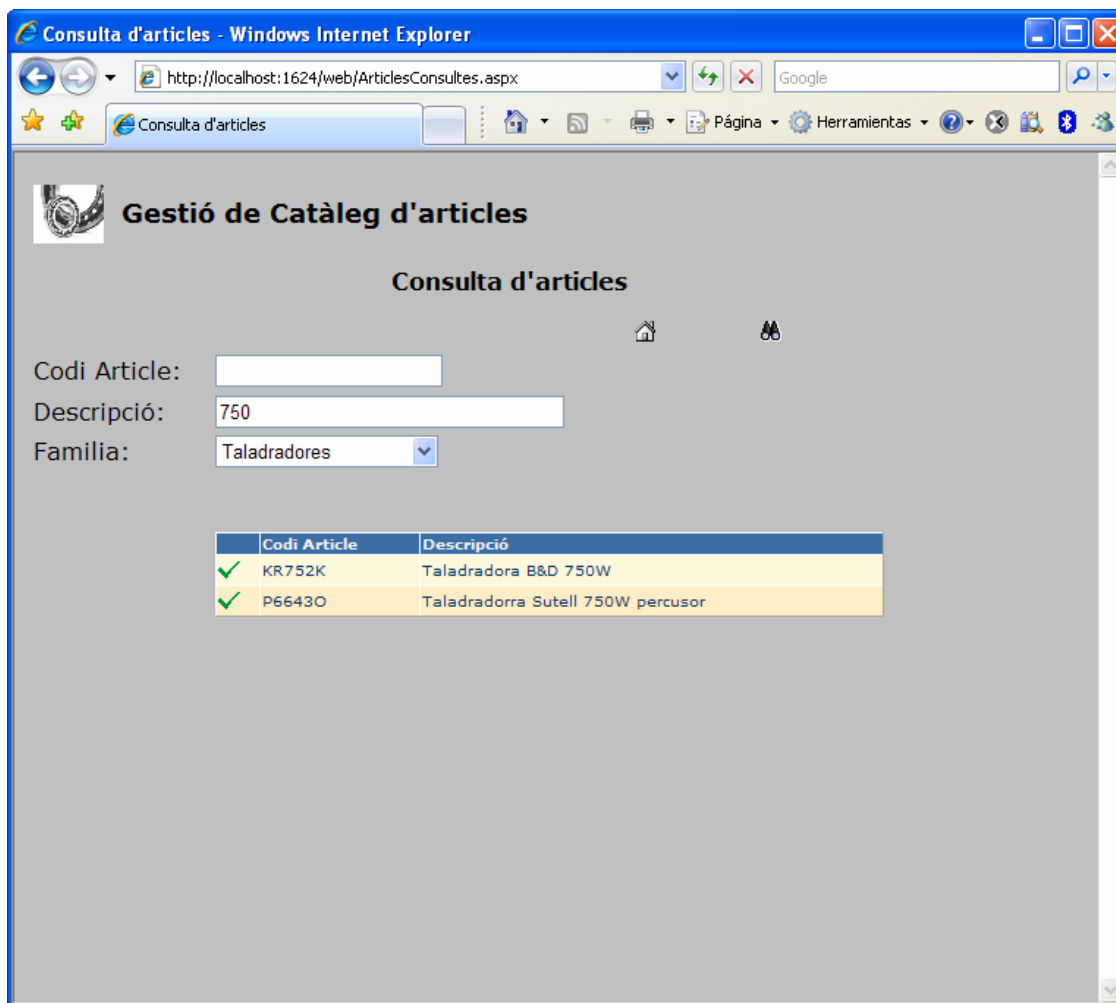 Consulta d'articles - Windows Internet Explorer
http://localhost:1624/web/ArticlesConsultes.aspx
Google
Consulta d'articles
Página
Herramientas
Gestió de Catàleg d'articles
Consulta d'articles
Codi Article:
Descripció: 750
Familia: Taladradores
Codi Article Descripció
KR752K Taladradora B&D 750W
P6643O Taladradorra Sutell 750W percusor